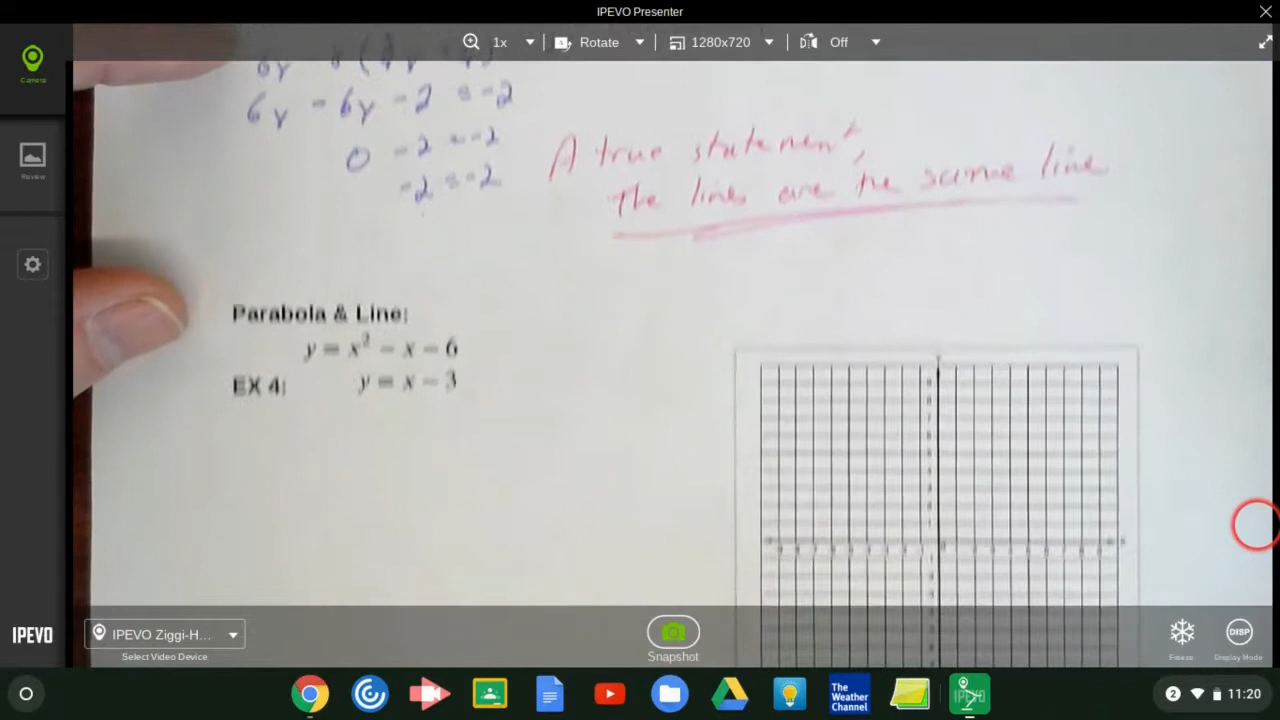 IPEVO Presenter
1x Rotate 1280x720 Off
Camera
6y - 6y - 2 = -2
0 - 2 = -2
-2 = -2
A true statement,
The lines are the same line
Review
Parabola & Line:
y = x² - x - 6
EX 4: y = x - 3
IPEVO
IPEVO Ziggi-H...
Select Video Device
Snapshot
Freeze
DISP
Display Mode
The
Weather
Channel
IPEVO
2 11:20